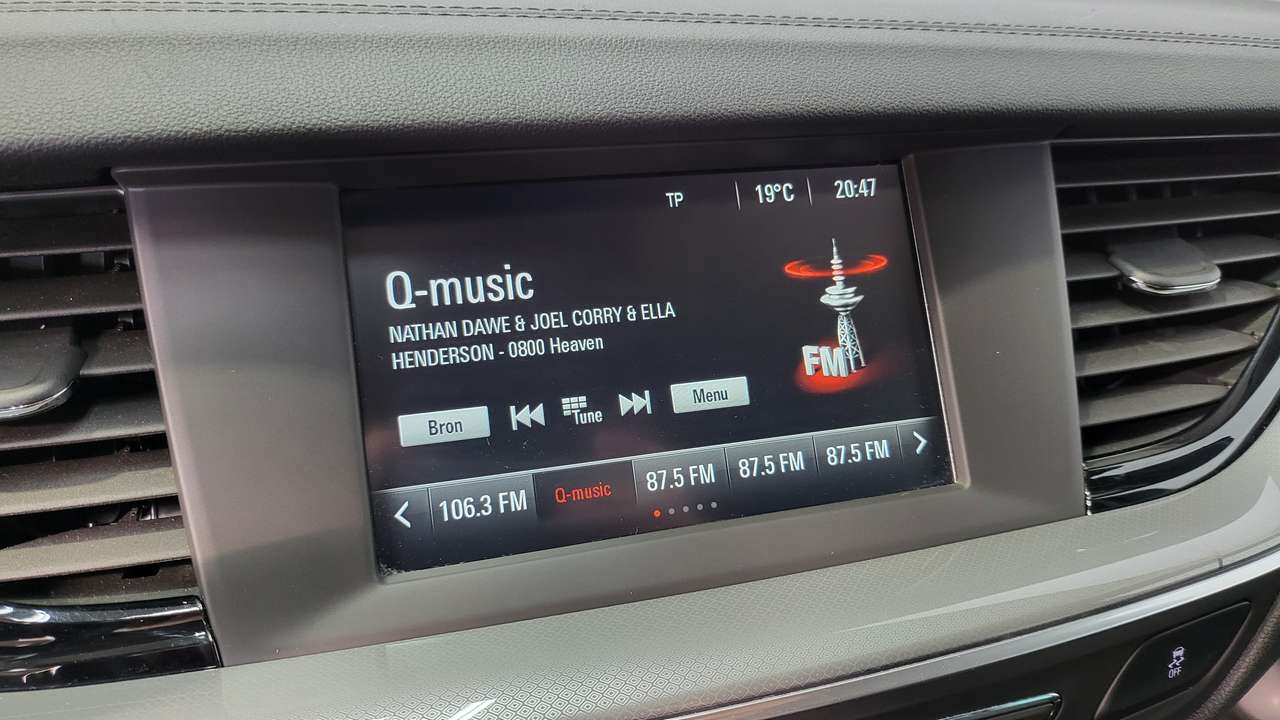 TP 19°C 20:47
Q-music
NATHAN DAWE & JOEL CORRY & ELLA
HENDERSON - 0800 Heaven
FM
Bron Tune Menu
106.3 FM Q-music 87.5 FM 87.5 FM 87.5 FM
OFF